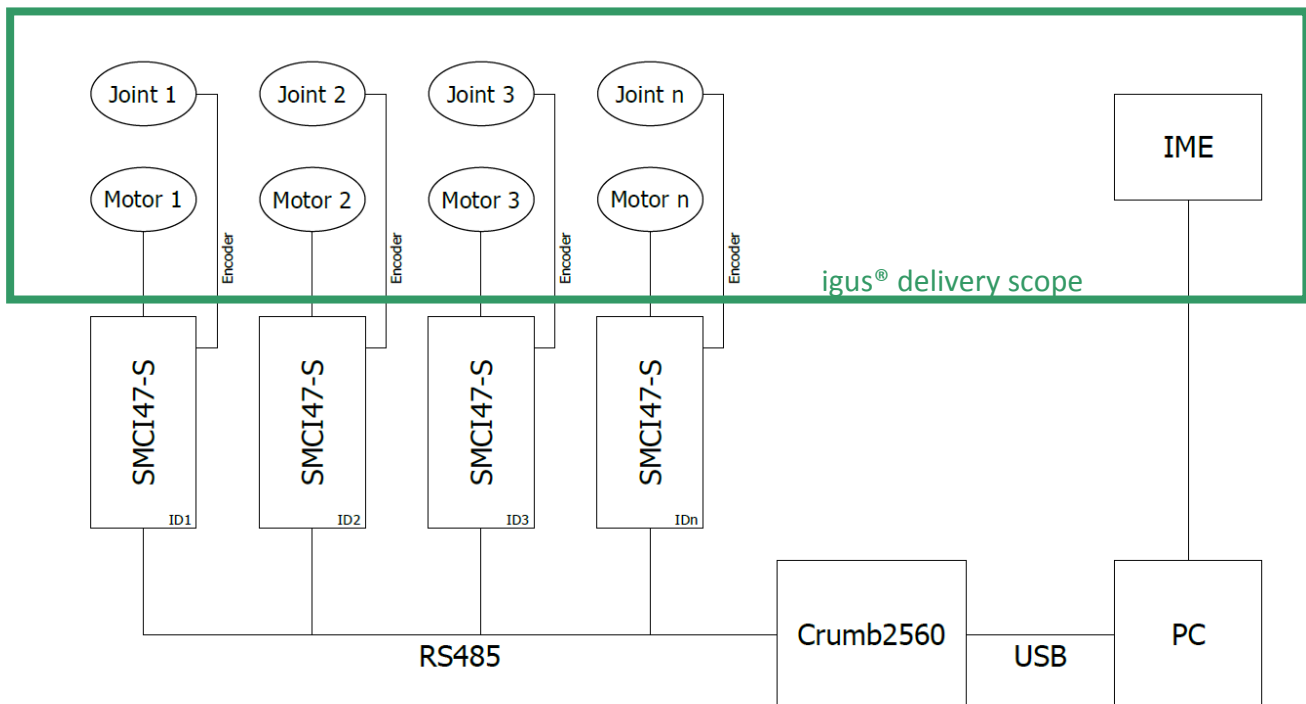 Joint 1
Joint 2
Joint 3
Joint n
IME
Motor 1
Motor 2
Motor 3
Motor n
Encoder
Encoder
Encoder
Encoder
igus® delivery scope
SMCI47-S
SMCI47-S
SMCI47-S
SMCI47-S
ID1
ID2
ID3
IDn
Crumb2560
PC
RS485
USB